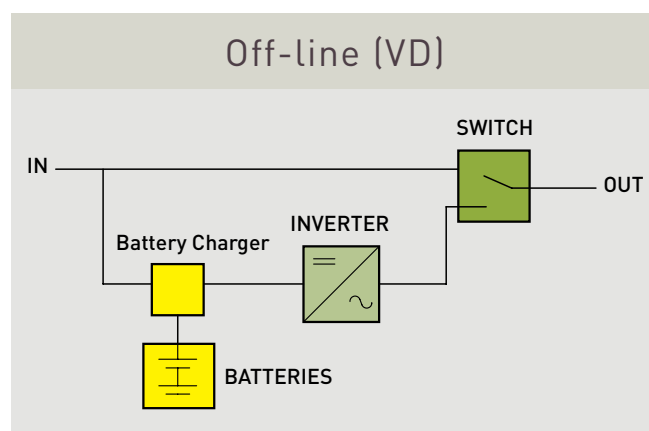 Off-line (VD)
SWITCH
IN
OUT
INVERTER
Battery Charger
BATTERIES